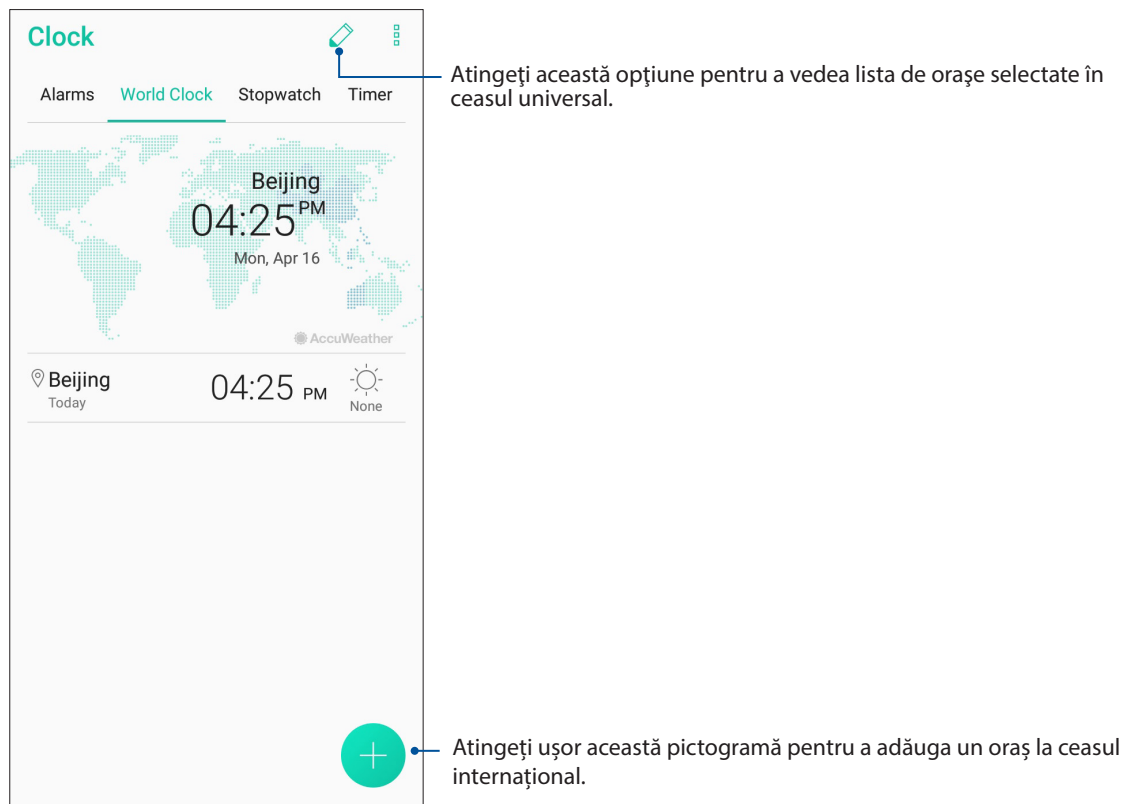 Clock
Atingeţi această opţiune pentru a vedea lista de oraşe selectate în
ceasul universal.
Alarms World Clock Stopwatch Timer
Beijing
04:25 PM
Mon, Apr 16
AccuWeather
Beijing 04:25 PM
Today None
Atingeți ușor această pictogramă pentru a adăuga un oraș la ceasul
internațional.